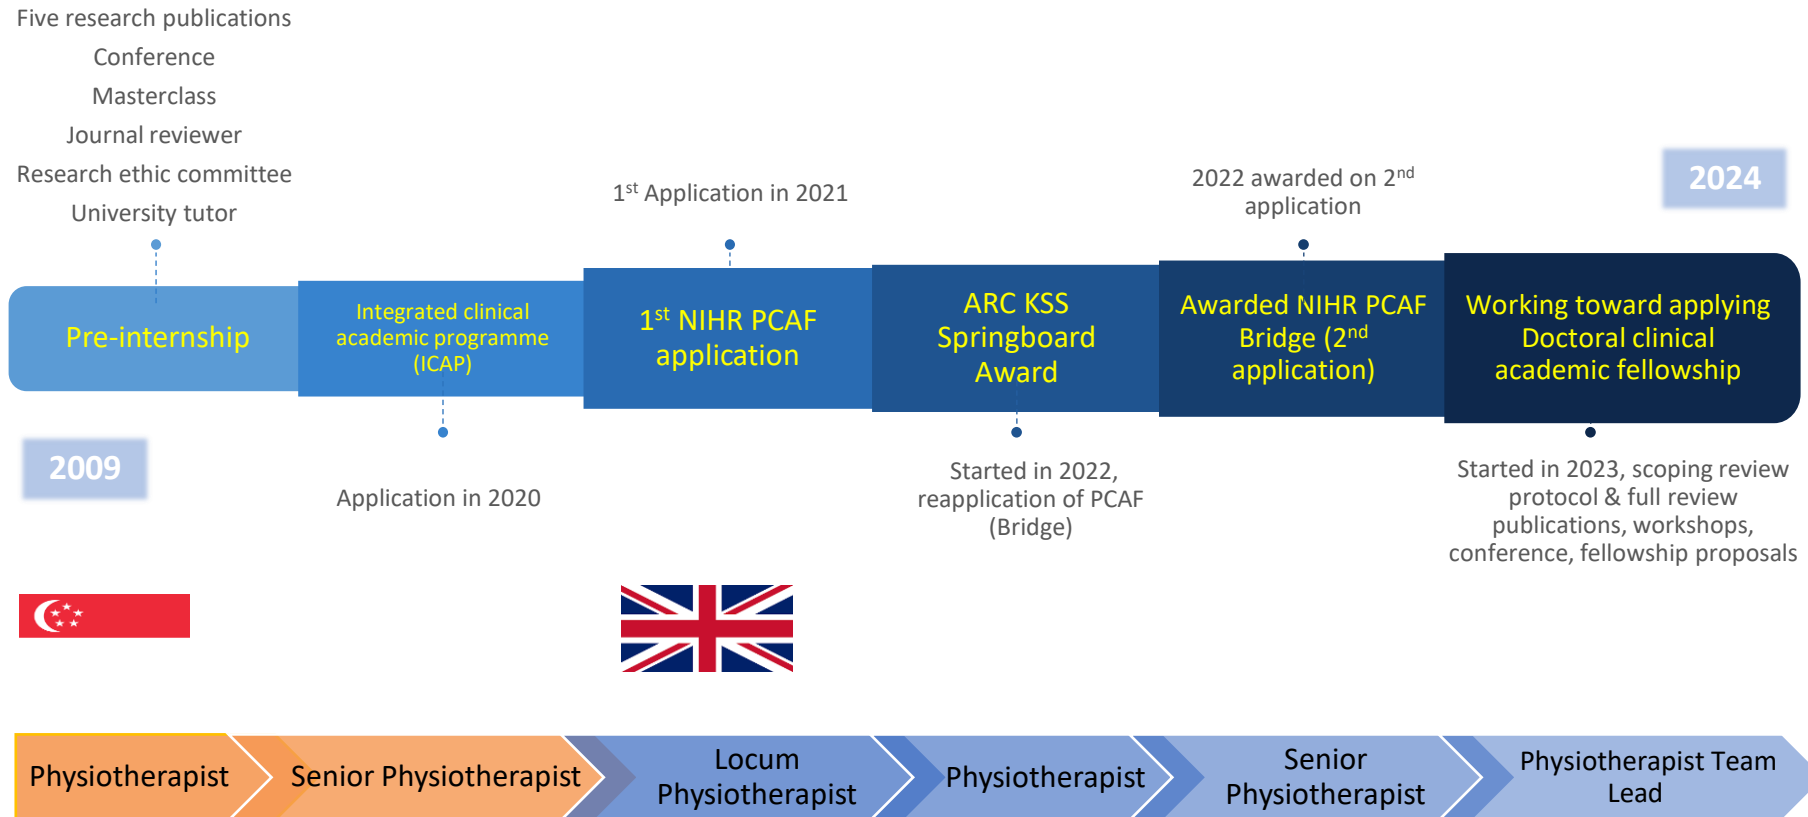 Five research publications
Conference
Masterclass
Journal reviewer
Research ethic committee
University tutor
1st Application in 2021
2022 awarded on 2nd
application
2024
Pre-internship
Integrated clinical
academic programme
(ICAP)
1st NIHR PCAF
application
ARC KSS
Springboard
Award
Awarded NIHR PCAF
Bridge (2nd
application)
Working toward applying
Doctoral clinical
academic fellowship
2009
Application in 2020
Started in 2022,
reapplication of PCAF
(Bridge)
Started in 2023, scoping review
protocol & full review
publications, workshops,
conference, fellowship proposals
Physiotherapist
Senior Physiotherapist
Locum
Physiotherapist
Physiotherapist
Senior
Physiotherapist
Physiotherapist Team
Lead